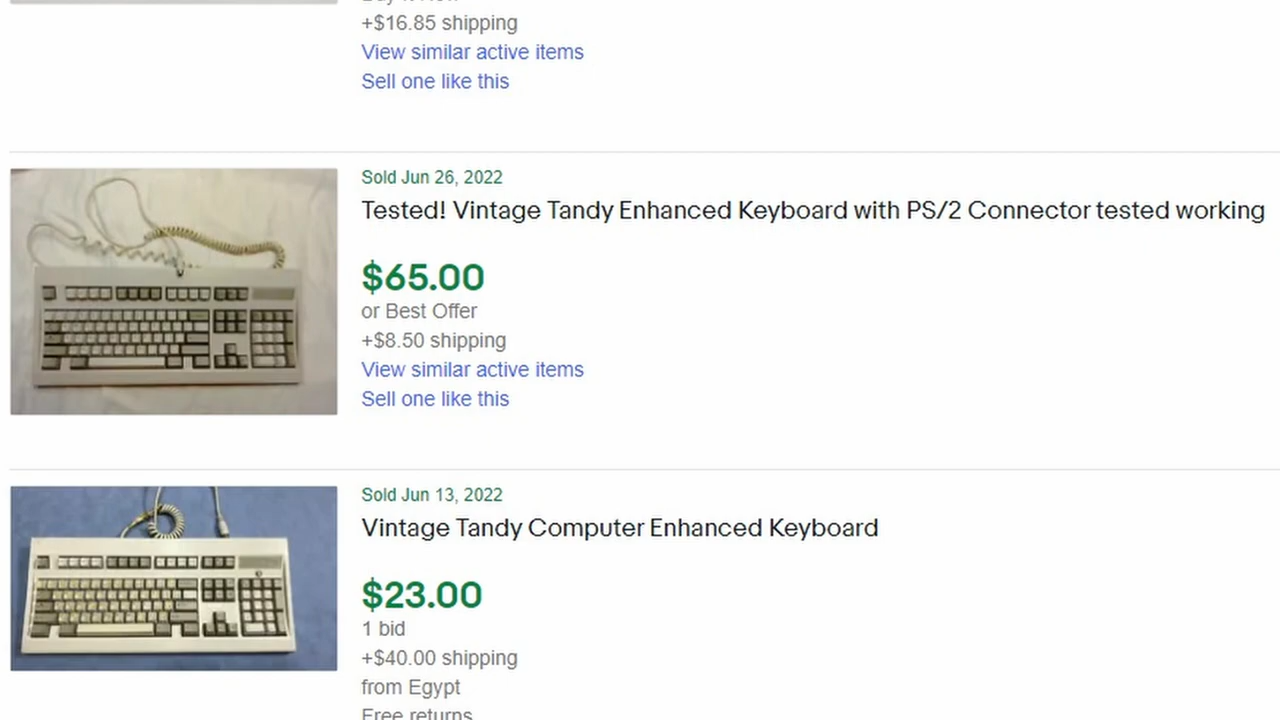 +$16.85 shipping
View similar active items
Sell one like this
Sold Jun 26, 2022
Tested! Vintage Tandy Enhanced Keyboard with PS/2 Connector tested working
$65.00
or Best Offer
+$8.50 shipping
View similar active items
Sell one like this
Sold Jun 13, 2022
Vintage Tandy Computer Enhanced Keyboard
$23.00
1 bid
+$40.00 shipping
from Egypt
Free returns